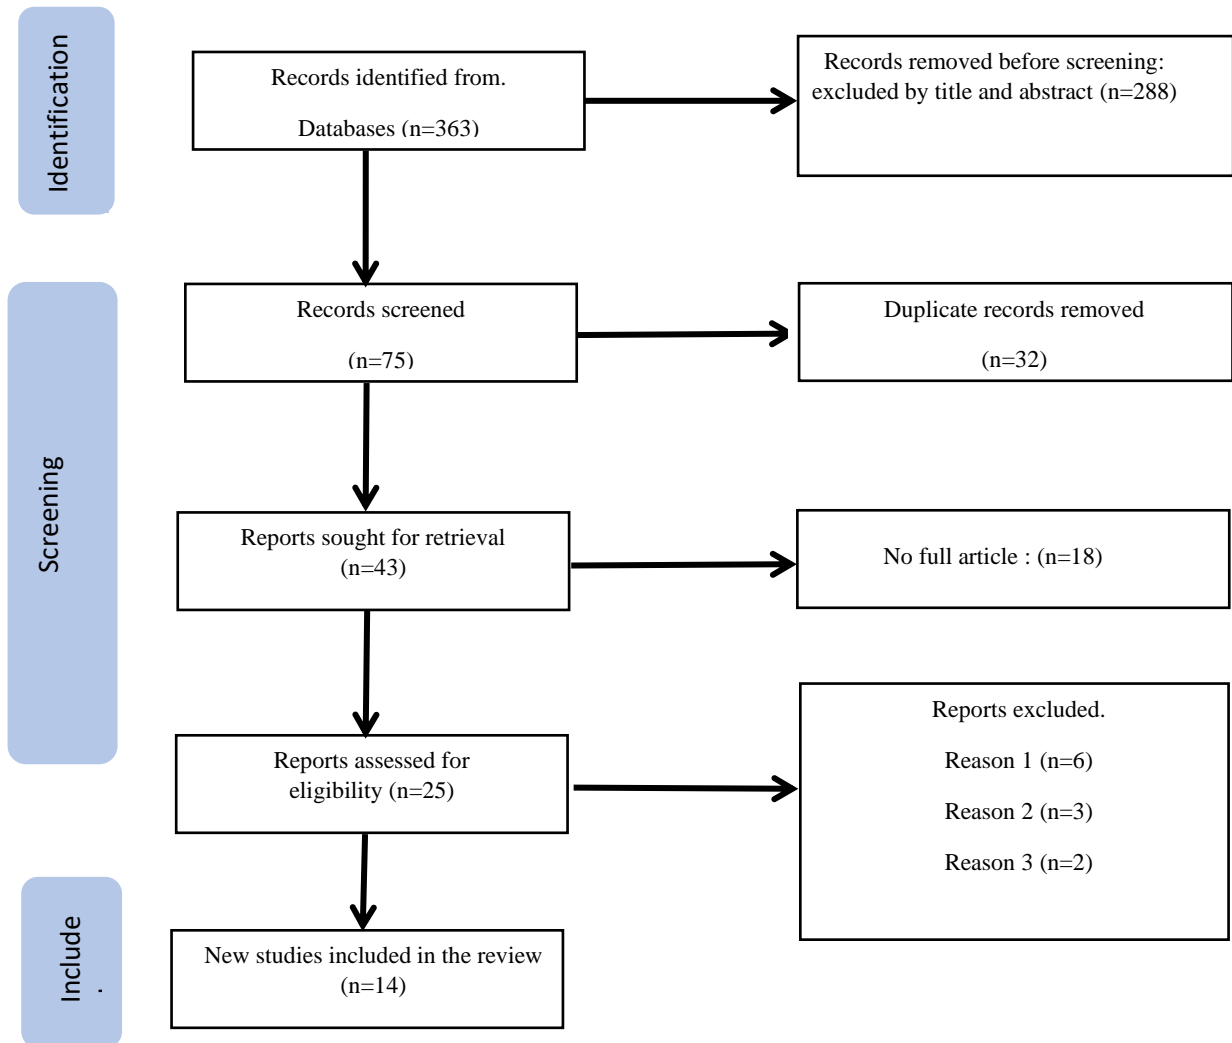 Identification
Records identified from.
Databases (n=363)
Records removed before screening:
excluded by title and abstract (n=288)
Screening
Records screened
(n=75)
Duplicate records removed
(n=32)
Reports sought for retrieval
(n=43)
No full article : (n=18)
Reports assessed for
eligibility (n=25)
Reports excluded.
Reason 1 (n=6)
Reason 2 (n=3)
Reason 3 (n=2)
Include
New studies included in the review
(n=14)